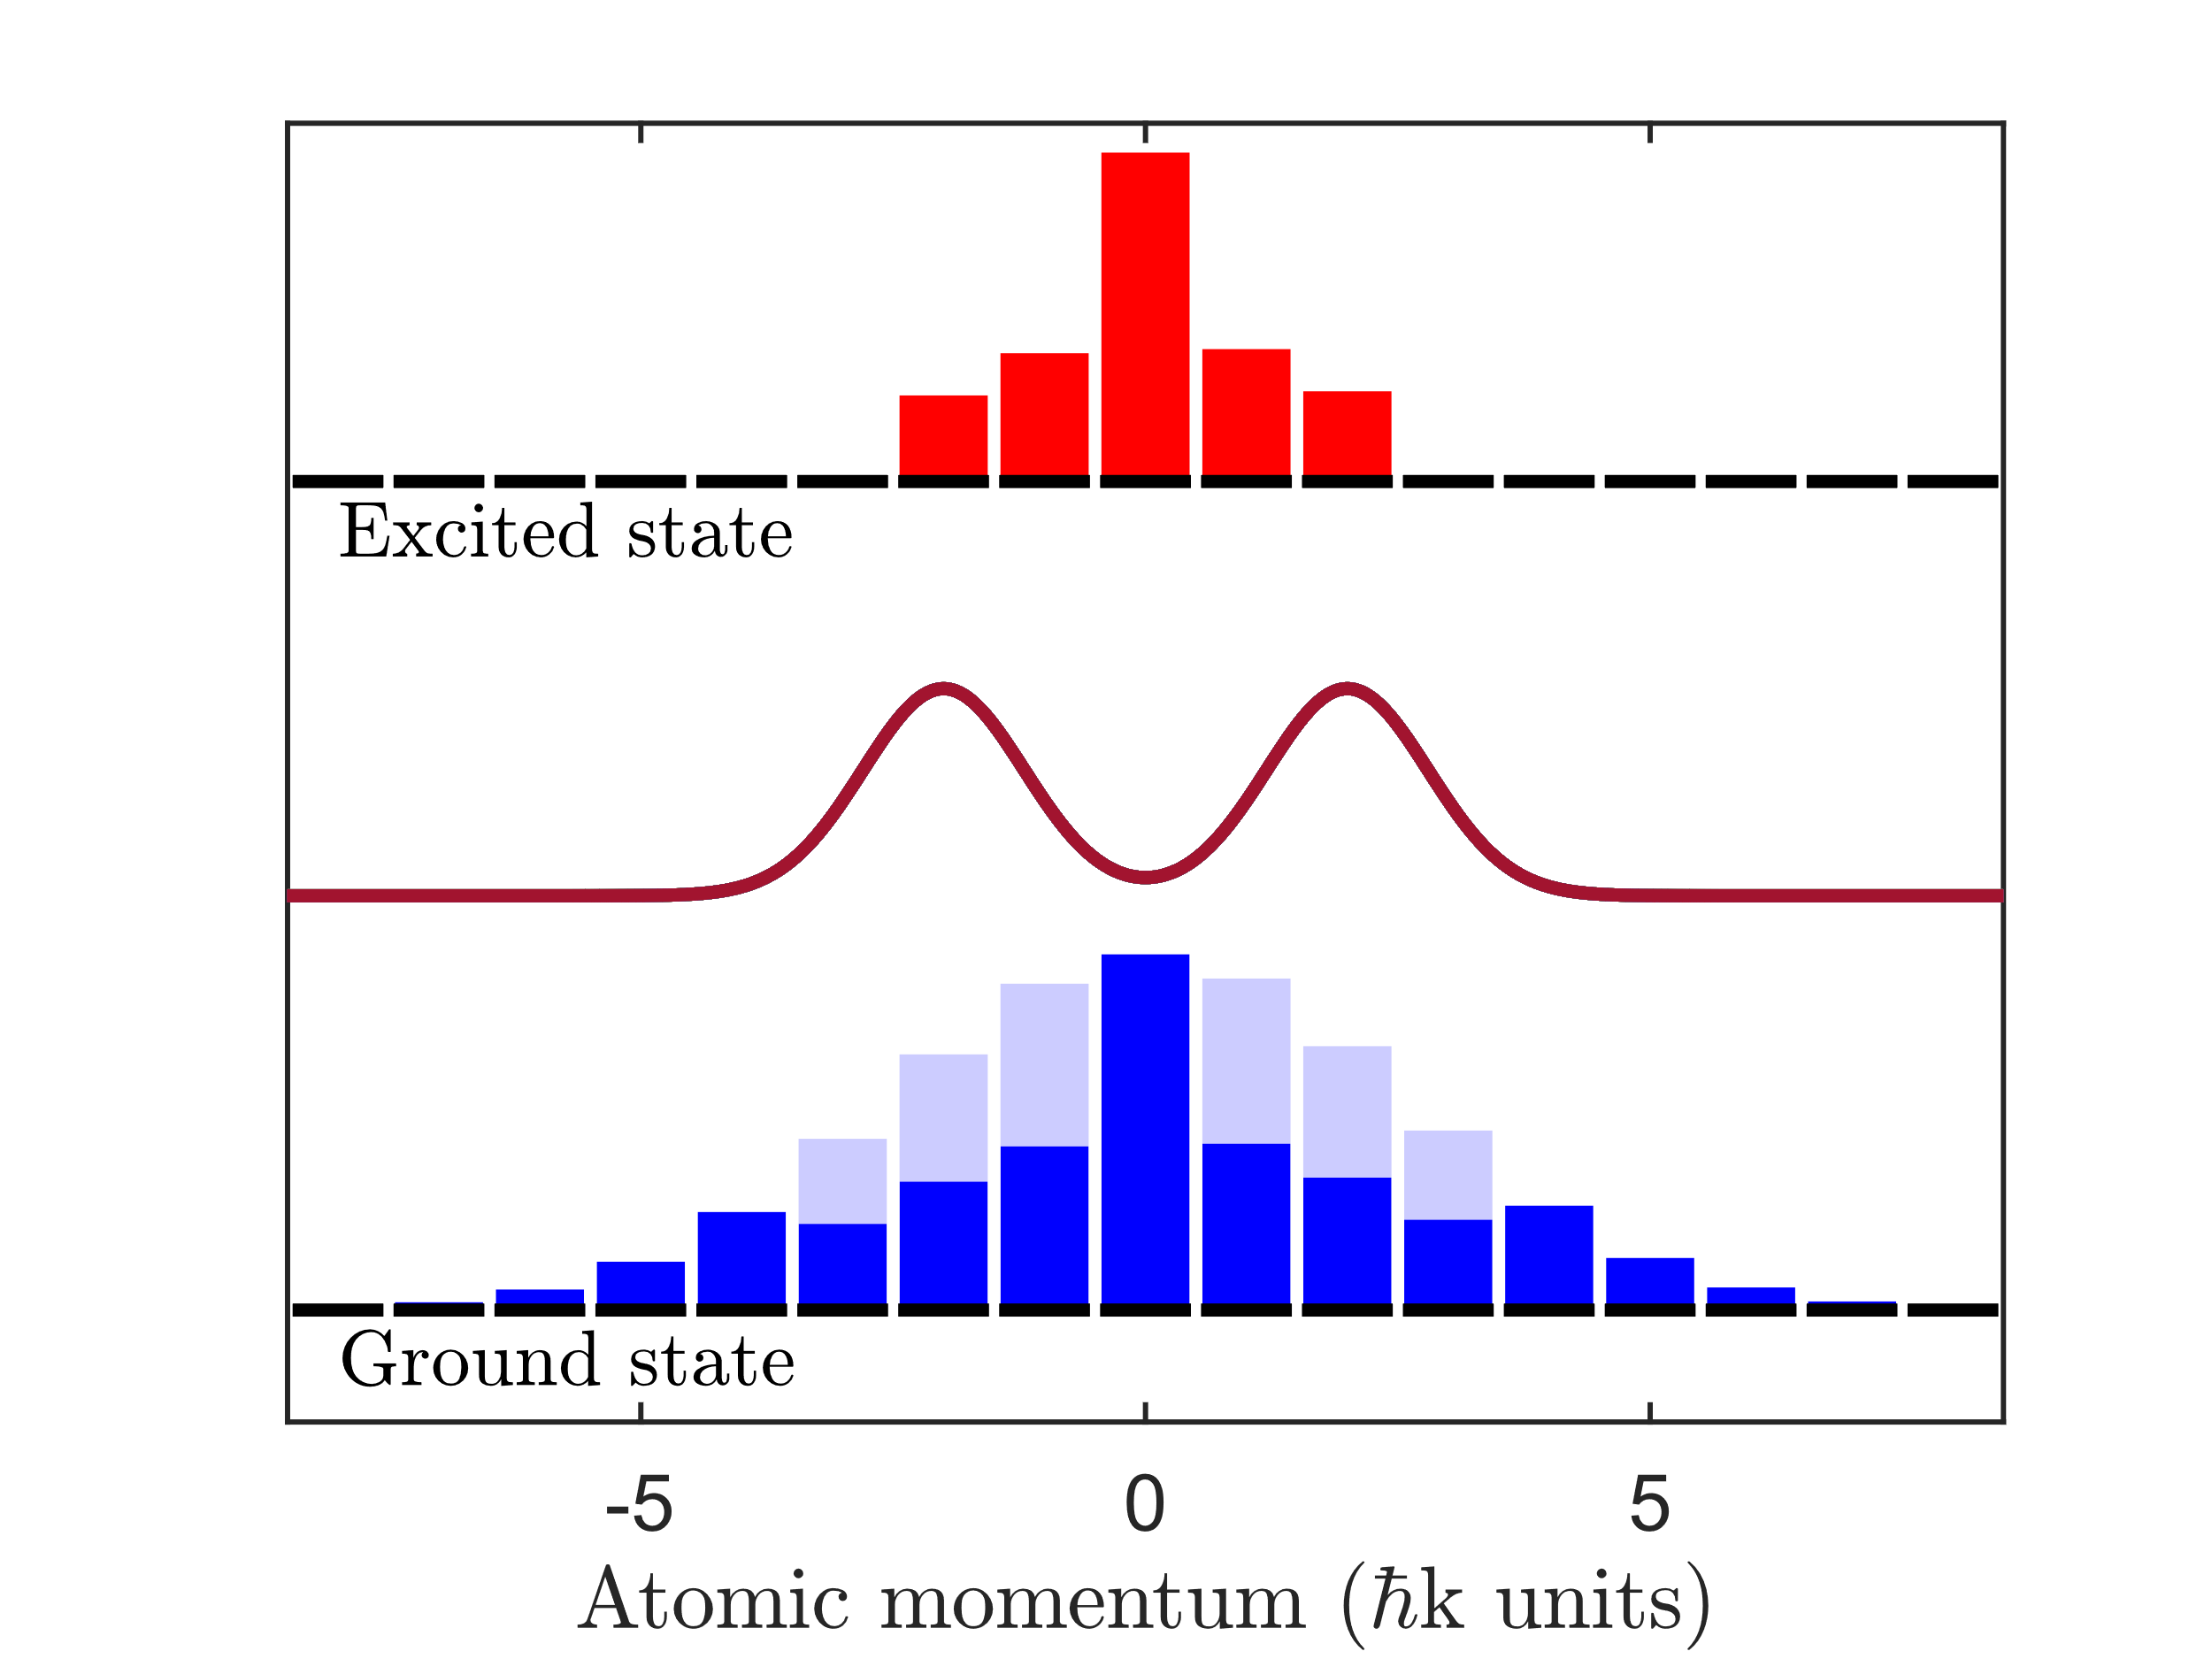 Excited state
Ground state
-5 0 5
Atomic momentum (ℏk units)